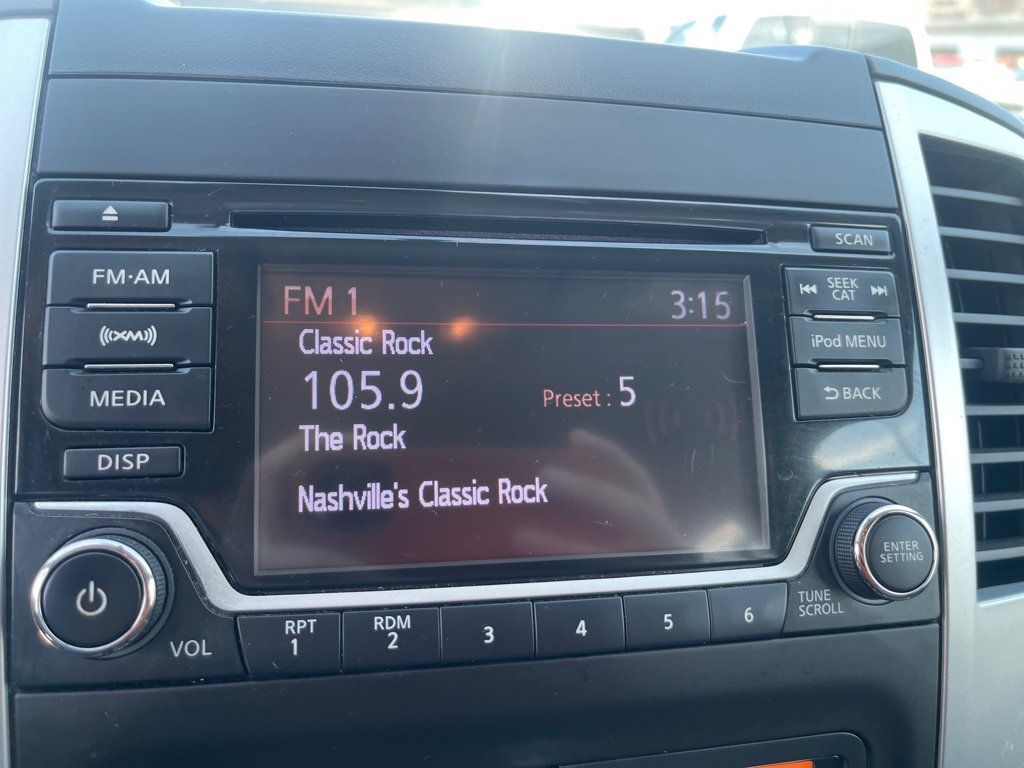 SCAN
FM·AM
SEEK
CAT
XM
iPod MENU
MEDIA
BACK
DISP
FM 1 3:15
Classic Rock
105.9 Preset : 5
The Rock
Nashville's Classic Rock
ENTER
SETTING
TUNE
SCROLL
VOL
RPT RDM
1 2 3 4 5 6